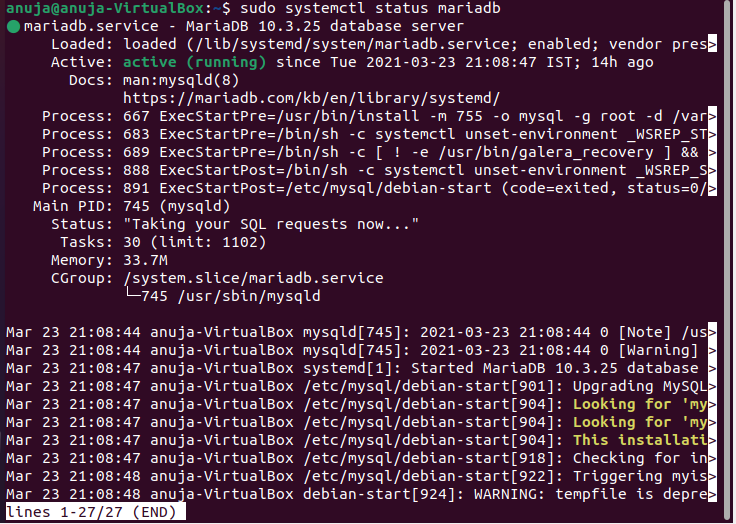 anuja@anuja-VirtualBox:~$ sudo systemctl status mariadb
● mariadb.service - MariaDB 10.3.25 database server
Loaded: loaded (/lib/systemd/system/mariadb.service; enabled; vendor pres>
Active: active (running) since Tue 2021-03-23 21:08:47 IST; 14h ago
Docs: man:mysqld(8)
https://mariadb.com/kb/en/library/systemd/
Process: 667 ExecStartPre=/usr/bin/install -m 755 -o mysql -g root -d /var>
Process: 683 ExecStartPre=/bin/sh -c systemctl unset-environment _WSREP_ST>
Process: 689 ExecStartPre=/bin/sh -c [ ! -e /usr/bin/galera_recovery ] && >
Process: 888 ExecStartPost=/bin/sh -c systemctl unset-environment _WSREP_S>
Process: 891 ExecStartPost=/etc/mysql/debian-start (code=exited, status=0/>
Main PID: 745 (mysqld)
Status: "Taking your SQL requests now..."
Tasks: 30 (limit: 1102)
Memory: 33.7M
CGroup: /system.slice/mariadb.service
└─745 /usr/sbin/mysqld
Mar 23 21:08:44 anuja-VirtualBox mysqld[745]: 2021-03-23 21:08:44 0 [Note] /us>
Mar 23 21:08:44 anuja-VirtualBox mysqld[745]: 2021-03-23 21:08:44 0 [Warning] >
Mar 23 21:08:47 anuja-VirtualBox systemd[1]: Started MariaDB 10.3.25 database >
Mar 23 21:08:47 anuja-VirtualBox /etc/mysql/debian-start[901]: Upgrading MySQL>
Mar 23 21:08:47 anuja-VirtualBox /etc/mysql/debian-start[904]: Looking for 'my>
Mar 23 21:08:47 anuja-VirtualBox /etc/mysql/debian-start[904]: Looking for 'my>
Mar 23 21:08:47 anuja-VirtualBox /etc/mysql/debian-start[904]: This installati>
Mar 23 21:08:47 anuja-VirtualBox /etc/mysql/debian-start[918]: Checking for in>
Mar 23 21:08:48 anuja-VirtualBox /etc/mysql/debian-start[922]: Triggering myis>
Mar 23 21:08:48 anuja-VirtualBox debian-start[924]: WARNING: tempfile is depre>
lines 1-27/27 (END)